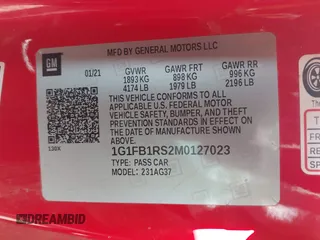 MFD BY GENERAL MOTORS LLC
GM
01/21
GVWR GAWR FRT GAWR RR
1893 KG 898 KG 996 KG
4174 LB 1979 LB 2196 LB
THIS VEHICLE CONFORMS TO ALL
APPLICABLE U.S. FEDERAL MOTOR
VEHICLE SAFETY, BUMPER, AND THEFT
PREVENTION STANDARDS IN EFFECT ON
THE DATE OF MANUFACTURE SHOWN ABOVE.
1G1FB1RS2M0127023
TYPE: PASS CAR
MODEL: 231AG37
DREAMBID